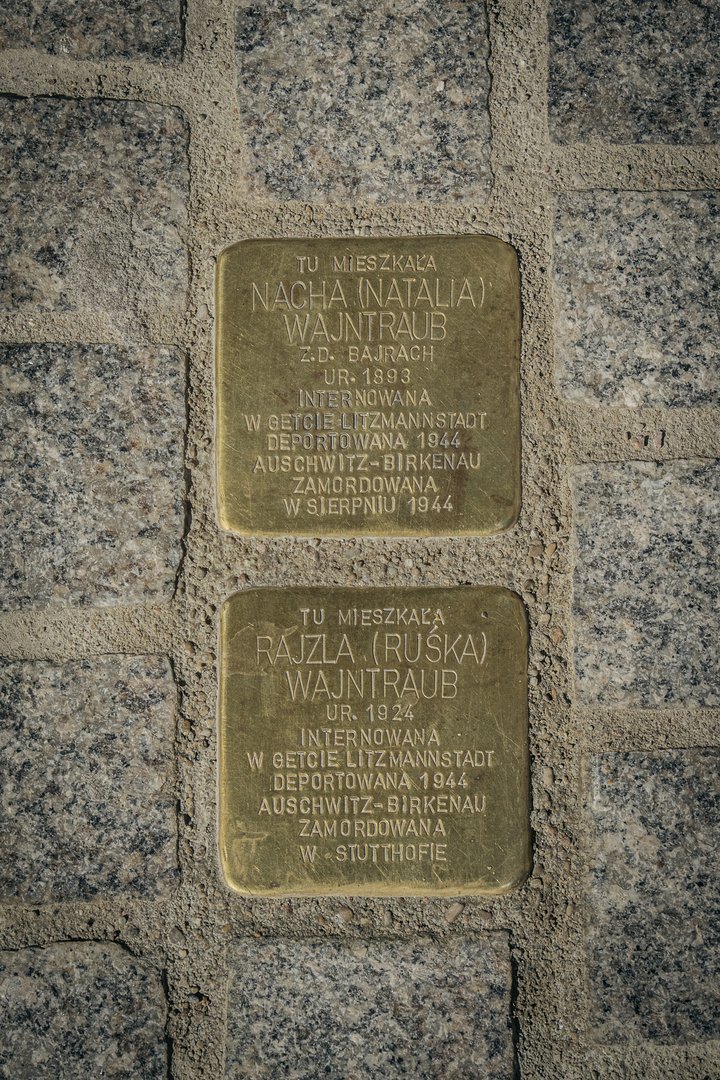 TU MIESZKAŁA
NACHA (NATALIA)
WAJNTRAUB
Z.D. BAJRACH
UR. 1893
INTERNOWANA
W GETCIE LITZMANNSTADT
DEPORTOWANA 1944
AUSCHWITZ-BIRKENAU
ZAMORDOWANA
W SIERPNIU 1944
TU MIESZKAŁA
RAJZLA (RUŚKA)
WAJNTRAUB
UR. 1924
INTERNOWANA
W GETCIE LITZMANNSTADT
DEPORTOWANA 1944
AUSCHWITZ-BIRKENAU
ZAMORDOWANA
W STUTTHOFIE